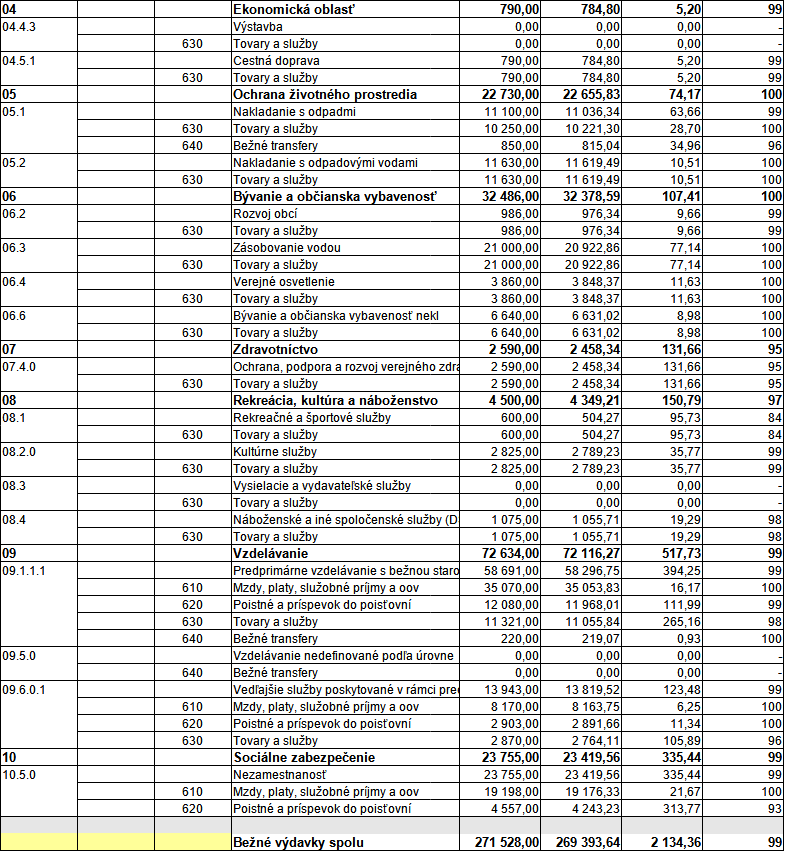 04 Ekonomická oblasť 790,00 784,80 5,20 99
04.4.3 Výstavba 0,00 0,00 0,00 -
630 Tovary a služby 0,00 0,00 0,00 -
04.5.1 Cestná doprava 790,00 784,80 5,20 99
630 Tovary a služby 790,00 784,80 5,20 99
05 Ochrana životného prostredia 22 730,00 22 655,83 74,17 100
05.1 Nakladanie s odpadmi 11 100,00 11 036,34 63,66 99
630 Tovary a služby 10 250,00 10 221,30 28,70 100
640 Bežné transfery 850,00 815,04 34,96 96
05.2 Nakladanie s odpadovými vodami 11 630,00 11 619,49 10,51 100
630 Tovary a služby 11 630,00 11 619,49 10,51 100
06 Bývanie a občianska vybavenosť 32 486,00 32 378,59 107,41 100
06.2 Rozvoj obcí 986,00 976,34 9,66 99
630 Tovary a služby 986,00 976,34 9,66 99
06.3 Zásobovanie vodou 21 000,00 20 922,86 77,14 100
630 Tovary a služby 21 000,00 20 922,86 77,14 100
06.4 Verejné osvetlenie 3 860,00 3 848,37 11,63 100
630 Tovary a služby 3 860,00 3 848,37 11,63 100
06.6 Bývanie a občianska vybavenosť nekl 6 640,00 6 631,02 8,98 100
630 Tovary a služby 6 640,00 6 631,02 8,98 100
07 Zdravotníctvo 2 590,00 2 458,34 131,66 95
07.4.0 Ochrana, podpora a rozvoj verejného zdra 2 590,00 2 458,34 131,66 95
630 Tovary a služby 2 590,00 2 458,34 131,66 95
08 Rekreácia, kultúra a náboženstvo 4 500,00 4 349,21 150,79 97
08.1 Rekreačné a športové služby 600,00 504,27 95,73 84
630 Tovary a služby 600,00 504,27 95,73 84
08.2.0 Kultúrne služby 2 825,00 2 789,23 35,77 99
630 Tovary a služby 2 825,00 2 789,23 35,77 99
08.3 Vysielacie a vydavateľské služby 0,00 0,00 0,00 -
630 Tovary a služby 0,00 0,00 0,00 -
08.4 Náboženské a iné spoločenské služby (D 1 075,00 1 055,71 19,29 98
630 Tovary a služby 1 075,00 1 055,71 19,29 98
09 Vzdelávanie 72 634,00 72 116,27 517,73 99
09.1.1.1 Predprimárne vzdelávanie s bežnou staro 58 691,00 58 296,75 394,25 99
610 Mzdy, platy, služobné príjmy a oov 35 070,00 35 053,83 16,17 100
620 Poistné a príspevok do poisťovní 12 080,00 11 968,01 111,99 99
630 Tovary a služby 11 321,00 11 055,84 265,16 98
640 Bežné transfery 220,00 219,07 0,93 100
09.5.0 Vzdelávanie nedefinované podľa úrovne 0,00 0,00 0,00 -
640 Bežné transfery 0,00 0,00 0,00 -
09.6.0.1 Vedľajšie služby poskytované v rámci pred 13 943,00 13 819,52 123,48 99
610 Mzdy, platy, služobné príjmy a oov 8 170,00 8 163,75 6,25 100
620 Poistné a príspevok do poisťovní 2 903,00 2 891,66 11,34 100
630 Tovary a služby 2 870,00 2 764,11 105,89 96
10 Sociálne zabezpečenie 23 755,00 23 419,56 335,44 99
10.5.0 Nezamestnanosť 23 755,00 23 419,56 335,44 99
610 Mzdy, platy, služobné príjmy a oov 19 198,00 19 176,33 21,67 100
620 Poistné a príspevok do poisťovní 4 557,00 4 243,23 313,77 93
Bežné výdavky spolu 271 528,00 269 393,64 2 134,36 99